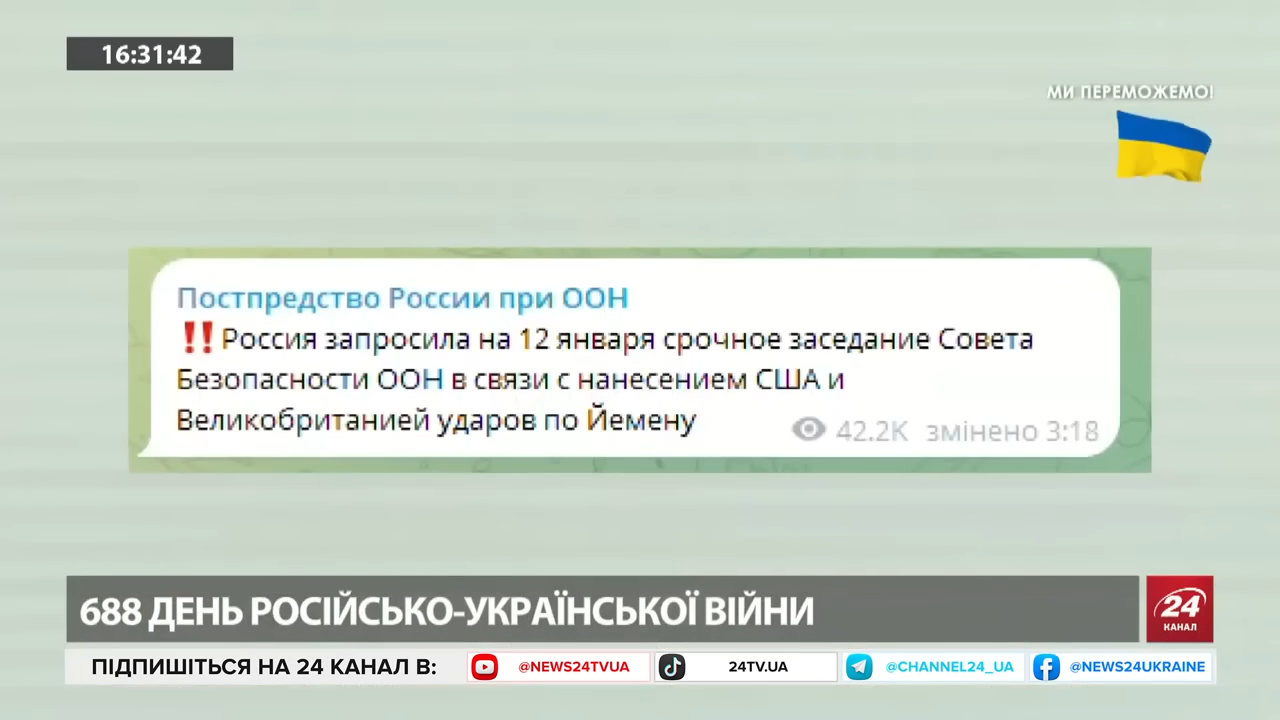 16:31:42
МИ ПЕРЕМОЖЕМО!
Постпредство России при ООН
‼️Россия запросила на 12 января срочное заседание Совета
Безопасности ООН в связи с нанесением США и
Великобританией ударов по Йемену
42.2K змінено 3:18
688 ДЕНЬ РОСІЙСЬКО-УКРАЇНСЬКОЇ ВІЙНИ
24
КАНАЛ
ПІДПИШІТЬСЯ НА 24 КАНАЛ В: @NEWS24TVUA 24TV.UA @CHANNEL24_UA @NEWS24UKRAINE